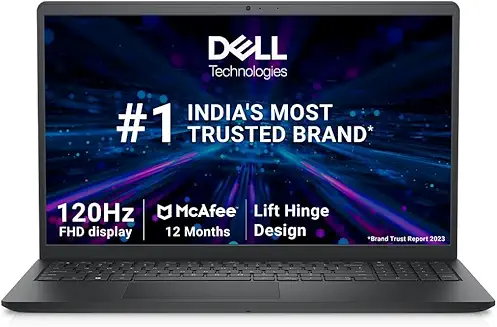 DELL
Technologies
#1 INDIA'S MOST
TRUSTED BRAND*
120Hz
FHD display
McAfee
12 Months
Lift Hinge
Design
*Brand Trust Report 2023